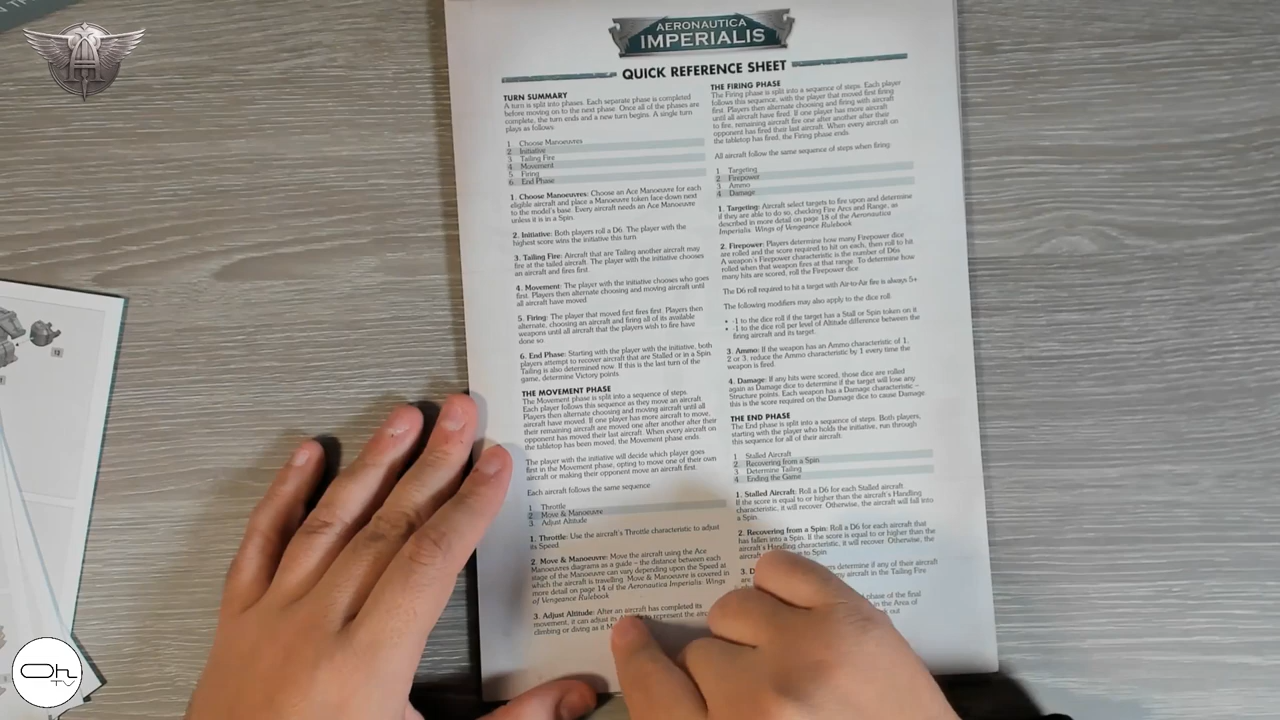 AERONAUTICA
IMPERIALIS
QUICK REFERENCE SHEET
TURN SUMMARY
A turn is split into phases. Each separate phase is completed
before moving on to the next phase. Once all of the phases are
complete, the turn ends and a new turn begins. A single turn
plays as follows:
1 Choose Manoeuvres
2 Initiative
3 Tailing Fire
4 Movement
5 Firing
6 End Phase
1. Choose Manoeuvres: Choose an Ace Manoeuvre for each
eligible aircraft and place a Manoeuvre token face down next
to the model's base. Every aircraft needs an Ace Manoeuvre
unless it is in a Spin.
2. Initiative: Both players roll a D6. The player with the
highest score wins the initiative this turn.
3. Tailing Fire: Aircraft that are Tailing another aircraft may
fire at the tailed aircraft. The player with the initiative chooses
an aircraft and fires first.
4. Movement: The player with the initiative chooses who goes
first. Players then alternate choosing and moving aircraft until
all aircraft have moved.
5. Firing: The player that moved first fires first. Players then
alternate, choosing an aircraft and firing all of its available
weapons until all aircraft that the players wish to fire have
done so
6. End Phase: Starting with the player with the initiative, both
players attempt to recover aircraft that are Stalled or in a Spin.
Tailing is also determined now. If this is the last turn of the
game, determine Victory points
THE MOVEMENT PHASE
The Movement phase is split into a sequence of steps.
Each player follows this sequence as they move an aircraft.
Players then alternate choosing and moving aircraft until all
aircraft have moved. If one player has more aircraft to move,
their remaining aircraft are moved one after another after their
opponent has moved their last aircraft. When every aircraft on
the tabletop has been moved, the Movement phase ends.
The player with the initiative will decide which player goes
first in the Movement phase, opting to move one of their own
aircraft or making their opponent move an aircraft first.
Each aircraft follows the same sequence
1 Throttle
2 Move & Manoeuvre
3 Adjust Altitude
1. Throttle: Use the aircraft's Throttle characteristic to adjust
its Speed.
2. Move & Manoeuvre: Move the aircraft using the Ace
Manoeuvres diagrams as a guide - the distance between each
stage of the Manoeuvre can vary depending upon the Speed at
which the aircraft is travelling. Move & Manoeuvre is covered in
more detail on page 14 of the Aeronautica Imperialis: Wings
of Vengeance Rulebook
3. Adjust Altitude: After an aircraft has completed its
movement, it can adjust its to represent the
climbing or diving as it
THE FIRING PHASE
The Firing phase is split into a sequence of steps. Each player
follows this sequence, with the player that moved first firing
first. Players then alternate choosing and firing with aircraft
until all aircraft have fired. If one player has more aircraft
to fire, remaining aircraft fire one after another after their
opponent has fired their last aircraft. When every aircraft on
the tabletop has fired, the Firing phase ends.
All aircraft follow the same sequence of steps when firing:
1 Targeting
2 Firepower
3 Ammo
4 Damage
1. Targeting: Aircraft select targets to fire upon and determine
if they are able to do so, checking Fire Arcs and Range, as
described in more detail on page 18 of the Aeronautica
Imperialis: Wings of Vengeance Rulebook
2. Firepower: Players determine how many Firepower dice
are rolled and the score required to hit on each, then roll to hit.
A weapon's Firepower characteristic is the number of D6s
rolled when that weapon fires at that range. To determine how
many hits are scored, roll the Firepower dice
The D6 roll required to hit a target with Air-to-Air fire is always 5+
The following modifiers may also apply to the dice roll:
• -1 to the dice roll if the target has a Stall or Spin token on it.
• -1 to the dice roll per level of Altitude difference between the
firing aircraft and its target.
3. Ammo: If the weapon has an Ammo characteristic of 1,
2 or 3, reduce the Ammo characteristic by 1 every time the
weapon is fired.
4. Damage: If any hits were scored, those dice are rolled
again as Damage dice to determine if the target will lose any
Structure points. Each weapon has a Damage characteristic -
this is the score required on the Damage dice to cause Damage.
THE END PHASE
The End phase is split into a sequence of steps. Both players,
starting with the player who holds the initiative, run through
this sequence for all of their aircraft.
1 Stalled Aircraft
2 Recovering from a Spin
3 Determine Tailing
4 Ending the Game
1. Stalled Aircraft: Roll a D6 for each Stalled aircraft.
If the score is equal to or higher than the aircraft's Handling
characteristic, it will recover. Otherwise, the aircraft will fall into
a Spin.
2. Recovering from a Spin: Roll a D6 for each aircraft that
has fallen into a Spin. If the score is equal to or higher than the
aircraft's Handling characteristic, it will recover. Otherwise, the
to Spin
3. determine if any of their aircraft
are aircraft in the Tailing Fire
phase of the final
in the Area of
out
12
Oh
TV